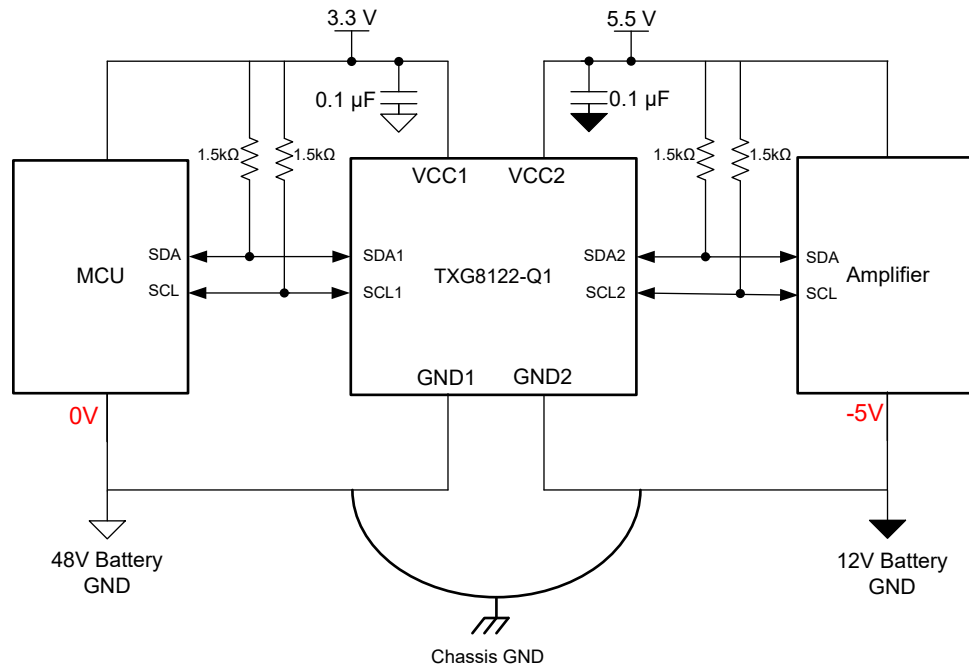 3.3 V
5.5 V
0.1 µF
0.1 µF
1.5kΩ
1.5kΩ
1.5kΩ
1.5kΩ
VCC1
VCC2
MCU
SDA
SCL
SDA1
SCL1
TXG8122-Q1
SDA2
SCL2
SDA
SCL
Amplifier
GND1
GND2
0V
-5V
48V Battery
GND
12V Battery
GND
Chassis GND